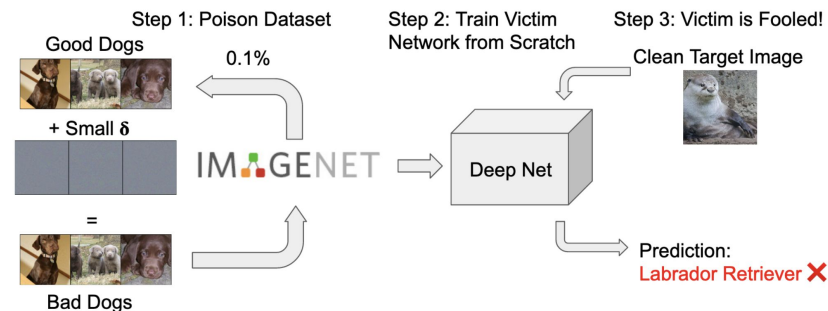 Step 1: Poison Dataset
Good Dogs
0.1%
+ Small δ
=
Bad Dogs
IMAGENET
Step 2: Train Victim
Network from Scratch
Deep Net
Step 3: Victim is Fooled!
Clean Target Image
Prediction:
Labrador Retriever ❌